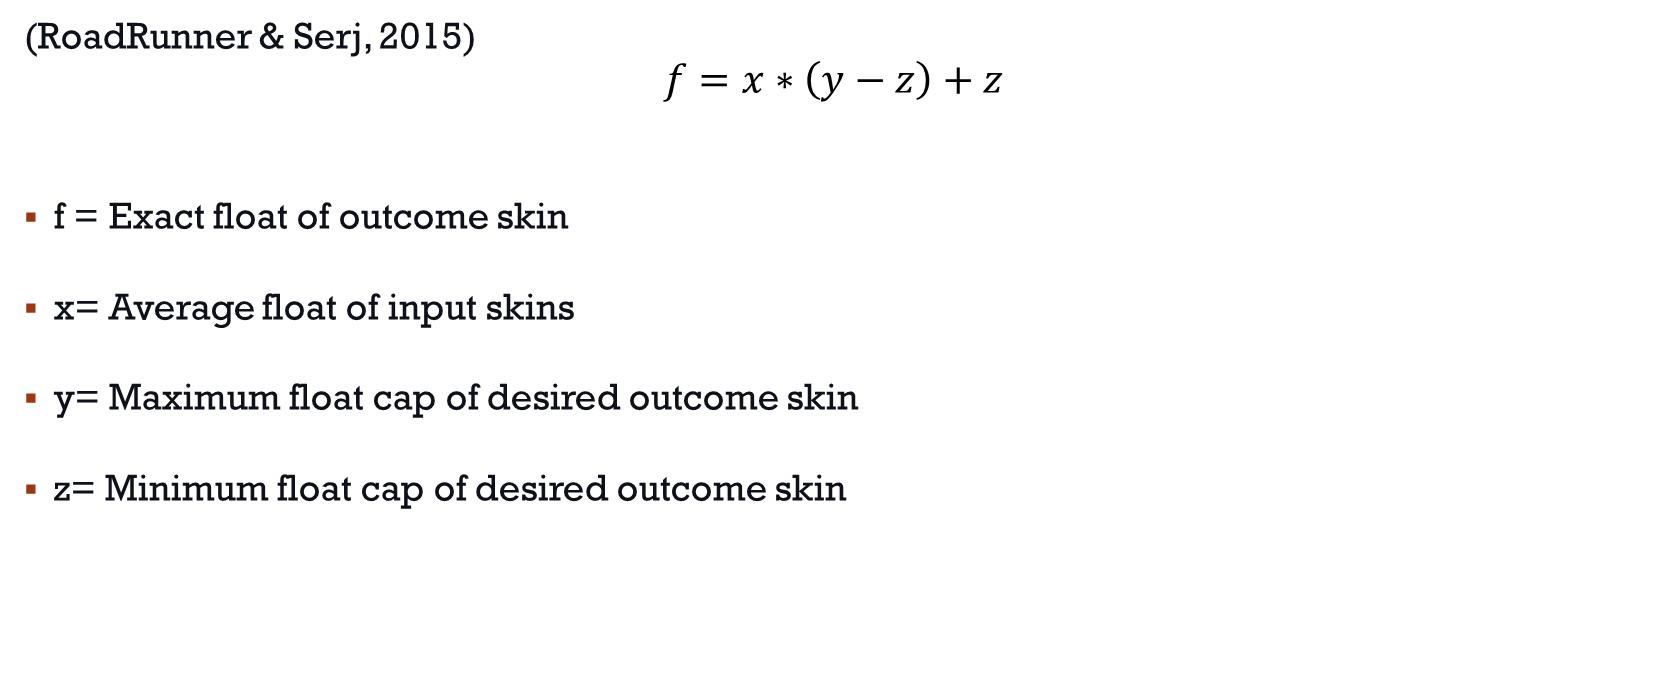 (RoadRunner & Serj, 2015)
f = x * (y − z) + z
▪ f = Exact float of outcome skin
▪ x= Average float of input skins
▪ y= Maximum float cap of desired outcome skin
▪ z= Minimum float cap of desired outcome skin